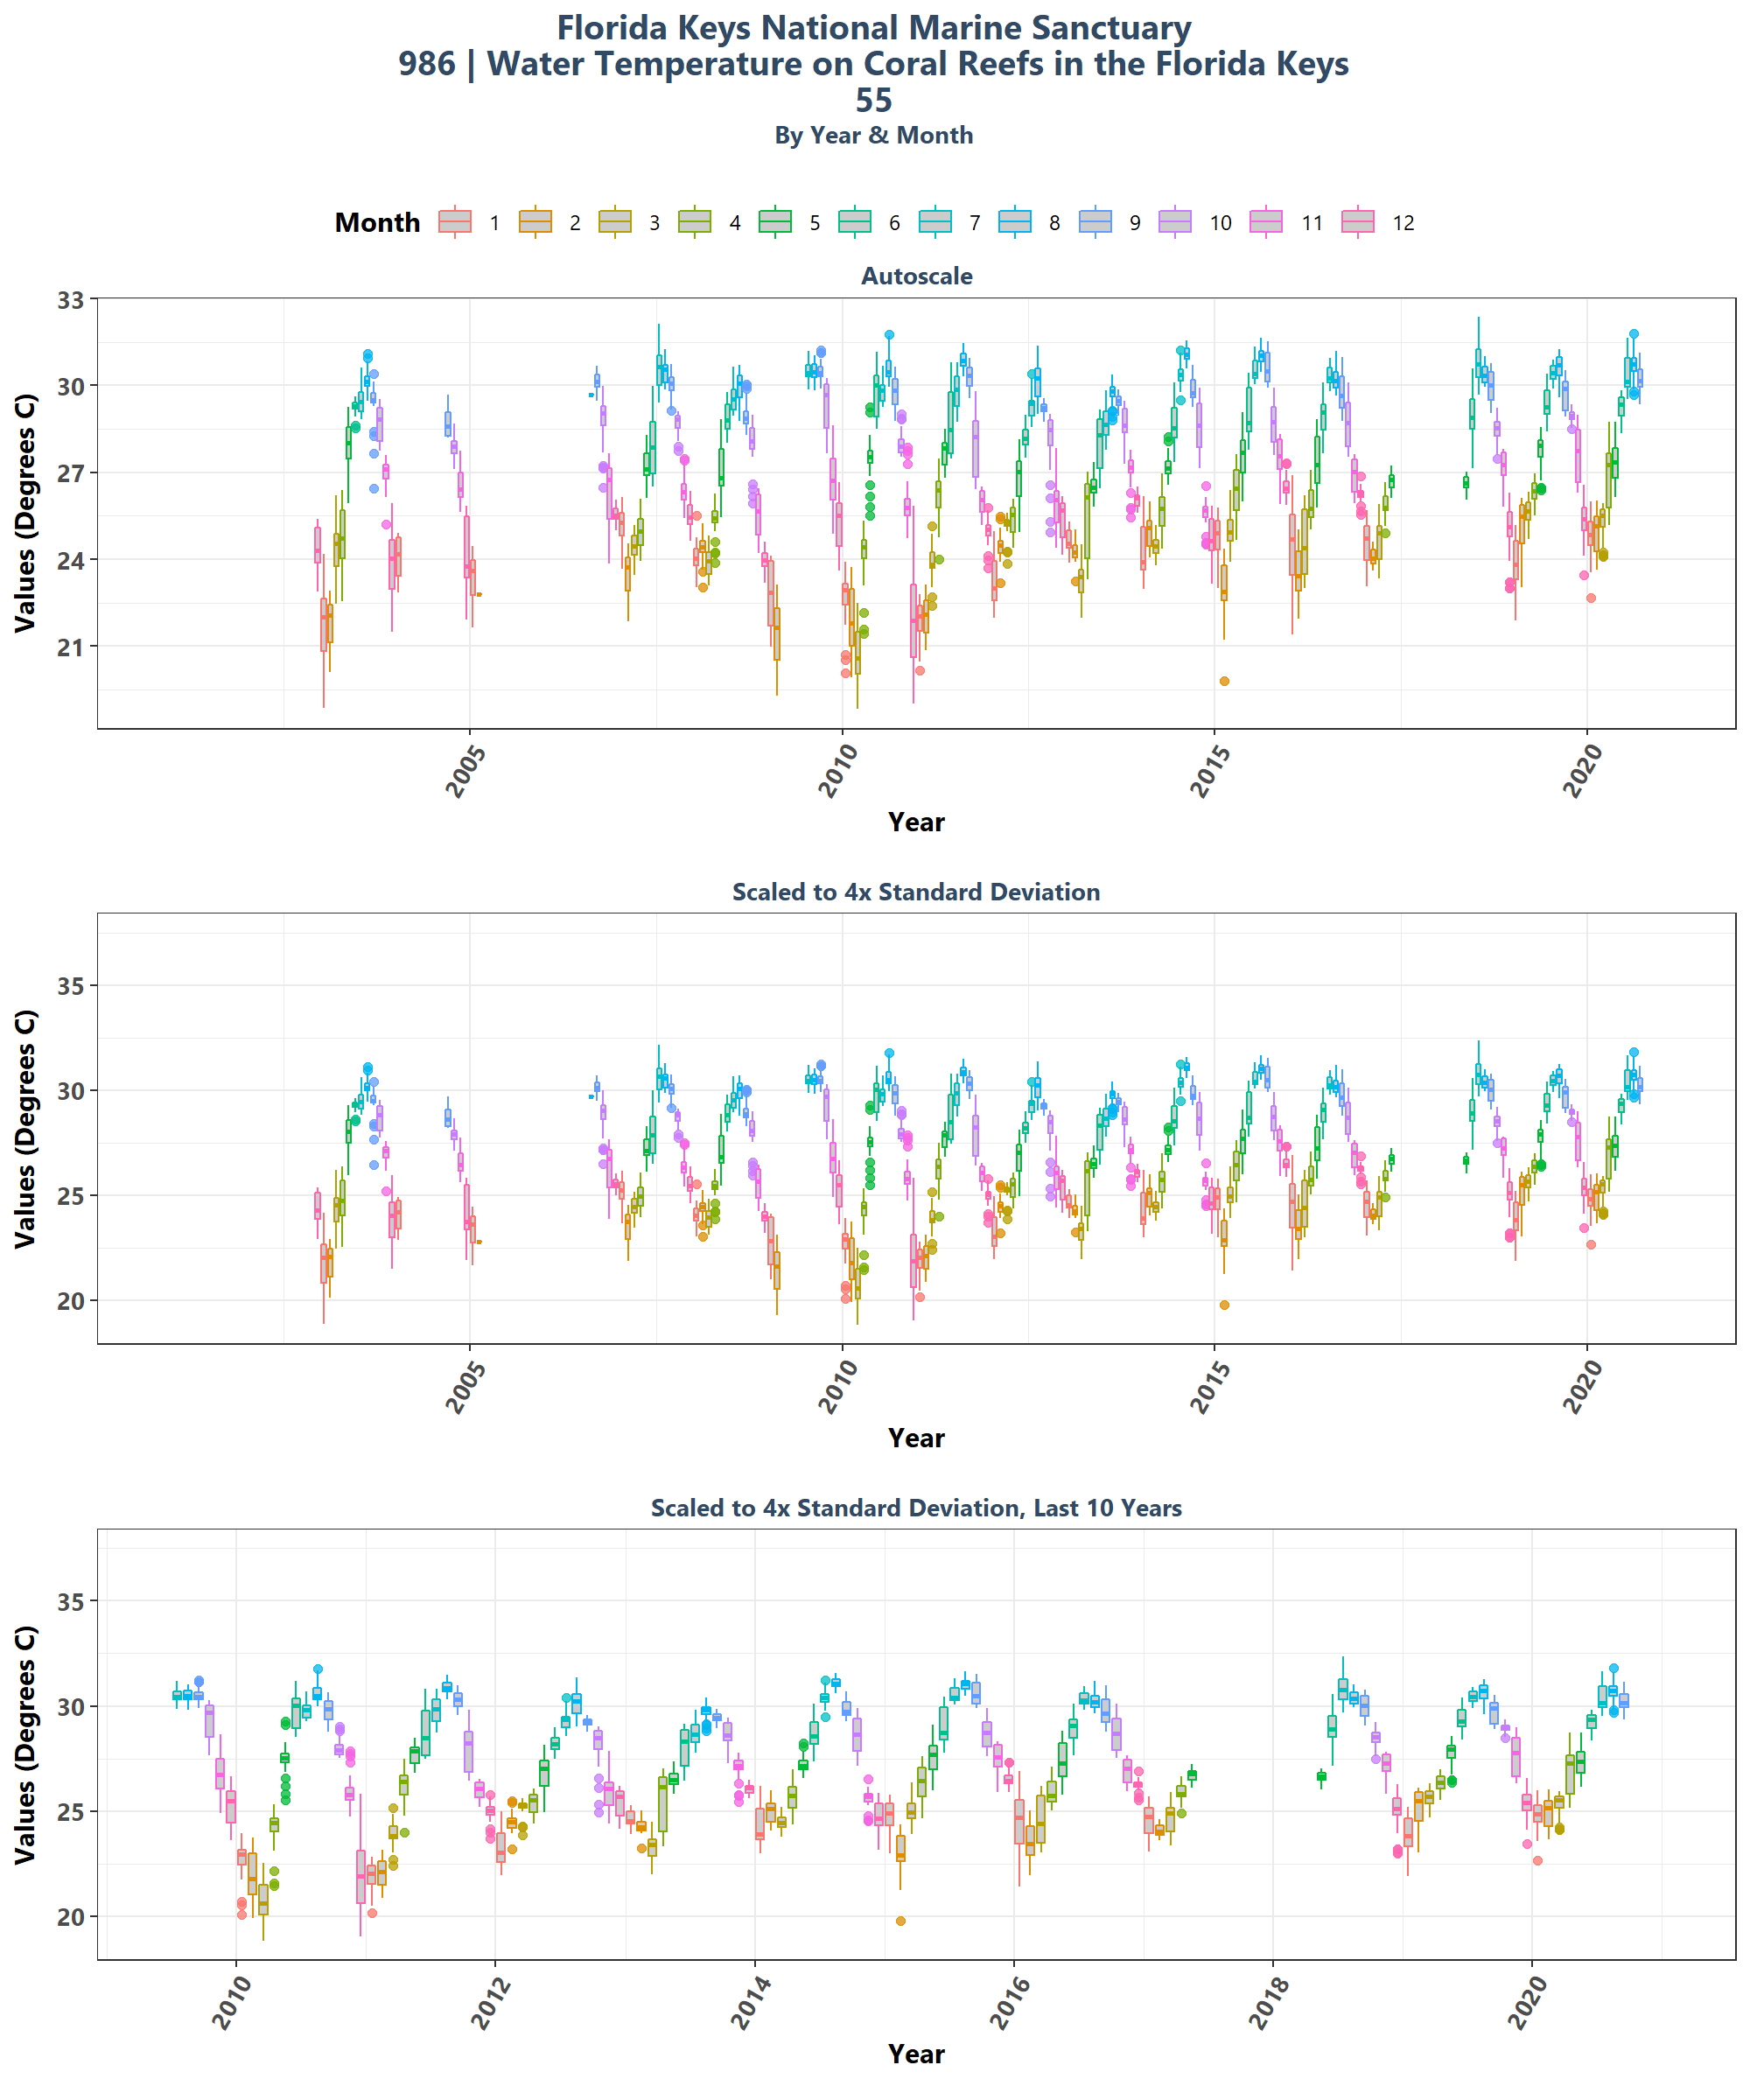 Florida Keys National Marine Sanctuary
986 | Water Temperature on Coral Reefs in the Florida Keys
55
By Year & Month
Month 1 2 3 4 5 6 7 8 9 10 11 12
Autoscale
Values (Degrees C)
33
30
27
24
21
2005 2010 2015 2020
Year
Scaled to 4x Standard Deviation
Values (Degrees C)
35
30
25
20
2005 2010 2015 2020
Year
Scaled to 4x Standard Deviation, Last 10 Years
Values (Degrees C)
35
30
25
20
2010 2012 2014 2016 2018 2020
Year